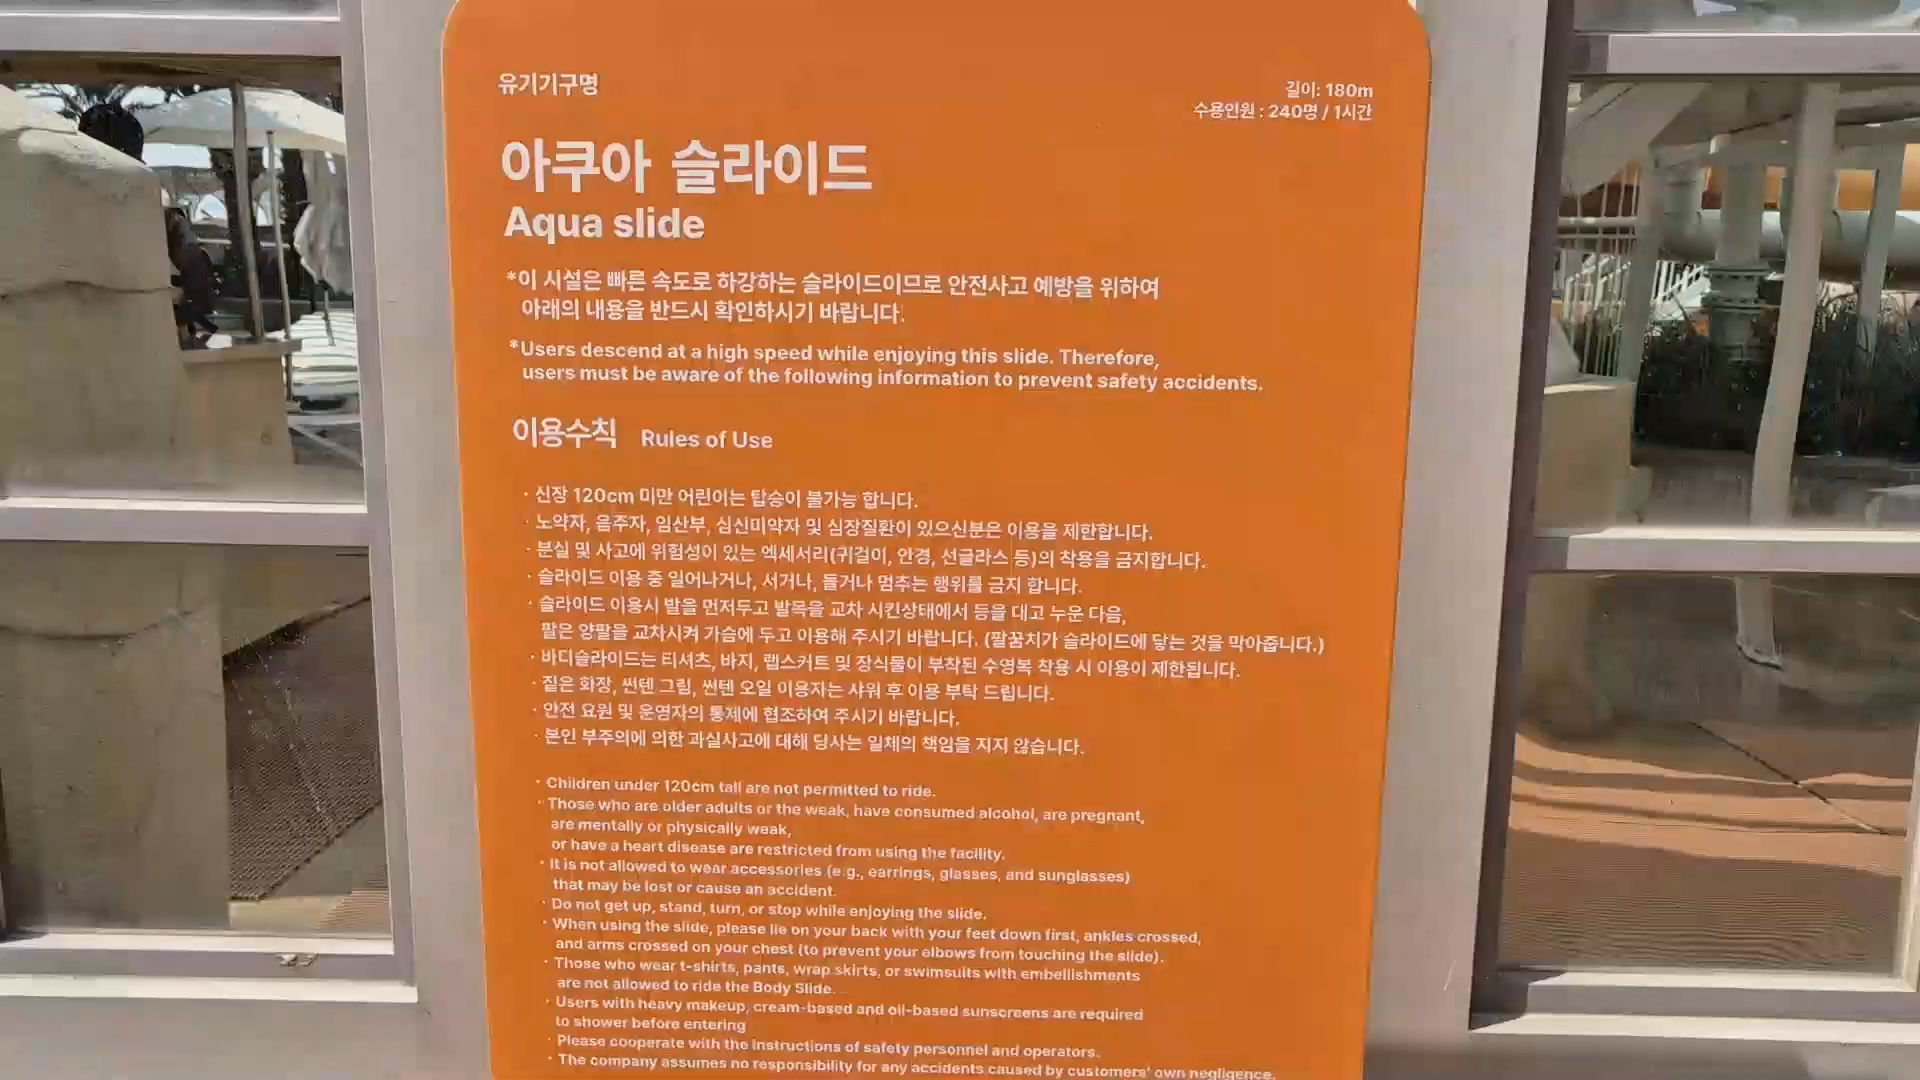 유기기구명
길이: 180m
수용인원 : 240명 / 1시간
아쿠아 슬라이드
Aqua slide
*이 시설은 빠른 속도로 하강하는 슬라이드이므로 안전사고 예방을 위하여
아래의 내용을 반드시 확인하시기 바랍니다.
*Users descend at a high speed while enjoying this slide. Therefore,
users must be aware of the following information to prevent safety accidents.
이용수칙 Rules of Use
· 신장 120cm 미만 어린이는 탑승이 불가능 합니다.
· 노약자, 음주자, 임산부, 심신미약자 및 심장질환이 있으신분은 이용을 제한합니다.
· 분실 및 사고에 위험성이 있는 엑세서리(귀걸이, 안경, 선글라스 등)의 착용을 금지합니다.
· 슬라이드 이용 중 일어나거나, 서거나, 돌거나 멈추는 행위를 금지 합니다.
· 슬라이드 이용시 발을 먼저두고 발목을 교차 시킨상태에서 등을 대고 누운 다음,
팔은 양팔을 교차시켜 가슴에 두고 이용해 주시기 바랍니다. (팔꿈치가 슬라이드에 닿는 것을 막아줍니다.)
· 바디슬라이드는 티셔츠, 바지, 랩스커트 및 장식물이 부착된 수영복 착용 시 이용이 제한됩니다.
· 짙은 화장, 썬텐 크림, 썬텐 오일 이용자는 샤워 후 이용 부탁 드립니다.
· 안전 요원 및 운영자의 통제에 협조하여 주시기 바랍니다.
· 본인 부주의에 의한 과실사고에 대해 당사는 일체의 책임을 지지 않습니다.
· Children under 120cm tall are not permitted to ride.
· Those who are older adults or the weak, have consumed alcohol, are pregnant,
are mentally or physically weak,
or have a heart disease are restricted from using the facility.
· It is not allowed to wear accessories (e.g., earrings, glasses, and sunglasses)
that may be lost or cause an accident.
· Do not get up, stand, turn, or stop while enjoying the slide.
· When using the slide, please lie on your back with your feet down first, ankles crossed,
and arms crossed on your chest (to prevent your elbows from touching the slide).
· Those who wear t-shirts, pants, wrap skirts, or swimsuits with embellishments
are not allowed to ride the Body Slide.
· Users with heavy makeup, cream-based and oil-based sunscreens are required
to shower before entering
· Please cooperate with the instructions of safety personnel and operators.
· The company assumes no responsibility for any accidents caused by customers' own negligence.